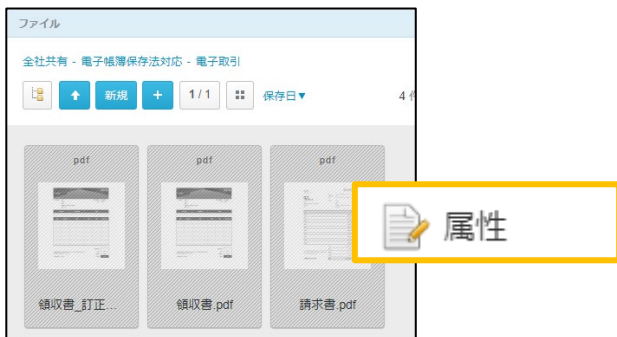 ファイル
全社共有 - 電子帳簿保存法対応 - 電子取引
新規 + 1 / 1 保存日▼ 4 件
pdf pdf pdf
属性
領収書_訂正... 領収書.pdf 請求書.pdf